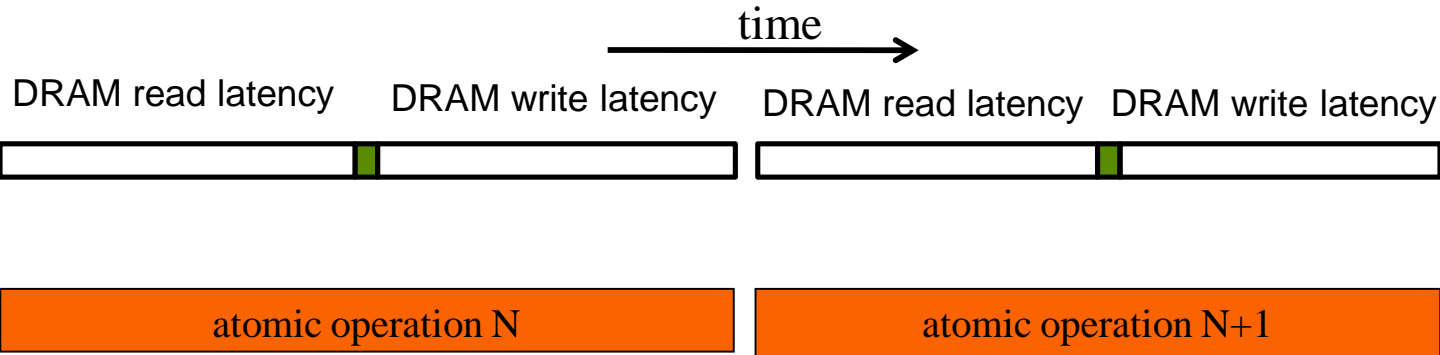 time
DRAM read latency DRAM write latency DRAM read latency DRAM write latency
atomic operation N atomic operation N+1